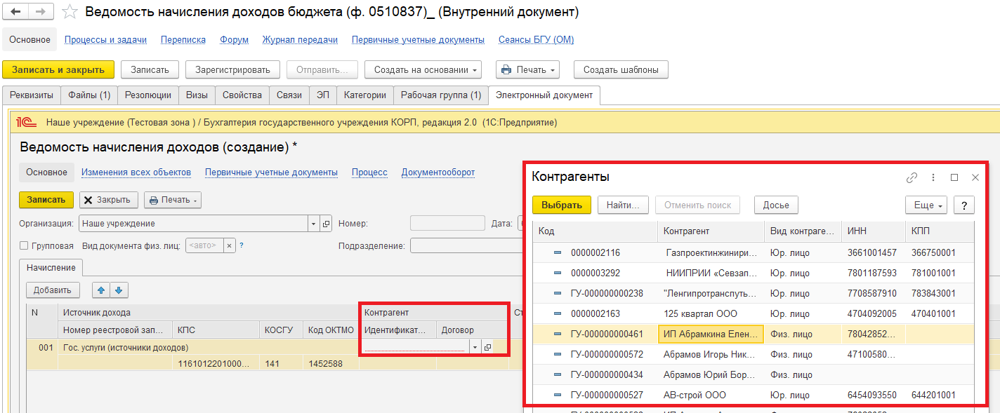 Ведомость начисления доходов бюджета (ф. 0510837)_ (Внутренний документ)
Основное Процессы и задачи Переписка Форум Журнал передачи Первичные учетные документы Сеансы БГУ (ОМ)
Записать и закрыть Записать Зарегистрировать Отправить... Создать на основании Печать Создать шаблоны
Реквизиты Файлы (1) Резолюции Визы Свойства Связи ЭП Категории Рабочая группа (1) Электронный документ
1С Наше учреждение (Тестовая зона ) / Бухгалтерия государственного учреждения КОРП, редакция 2.0 (1С:Предприятие)
Ведомость начисления доходов (создание) *
Основное Изменения всех объектов Первичные учетные документы Процесс Документооборот
Записать Закрыть Печать
Организация: Наше учреждение Номер: Дата:
Групповая Вид документа физ. лиц: <авто> × ? Подразделение:
Начисление
Добавить
N Источник дохода Контрагент
Номер реестровой зап... КПС КОСГУ Код ОКТМО Идентификат... Договор
001 Гос. услуги (источники доходов)
1161012201000... 141 1452588
Контрагенты
Выбрать Найти... Отменить поиск Досье Еще ?
Код Контрагент Вид контраге... ИНН КПП
0000002116 Газпроектинжинири... Юр. лицо 3661001457 366750001
0000003292 НИИПРИИ «Севзап... Юр. лицо 7801187593 781001001
ГУ-000000000238 "Ленгипротранспуть... Юр. лицо 7708587910 783843001
0000002163 125 квартал ООО Юр. лицо 4704092005 470401001
ГУ-000000000461 ИП Абрамкина Елен... Физ. лицо 78042852...
ГУ-000000000572 Абрамов Игорь Ник... Физ. лицо 47100580...
ГУ-000000000434 Абрамов Юрий Бор... Физ. лицо
ГУ-000000000527 АВ-строй ООО Юр. лицо 6454093550 644201001